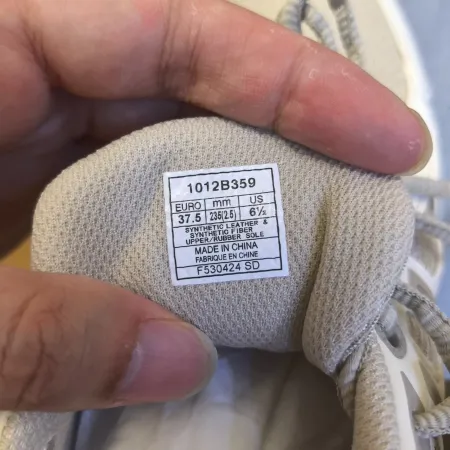 1012B359
EURO mm US
37.5 235(2.5) 6½
SYNTHETIC LEATHER &
SYNTHETIC FIBER
UPPER/RUBBER SOLE
MADE IN CHINA
FABRIQUE EN CHINE
F530424 SD